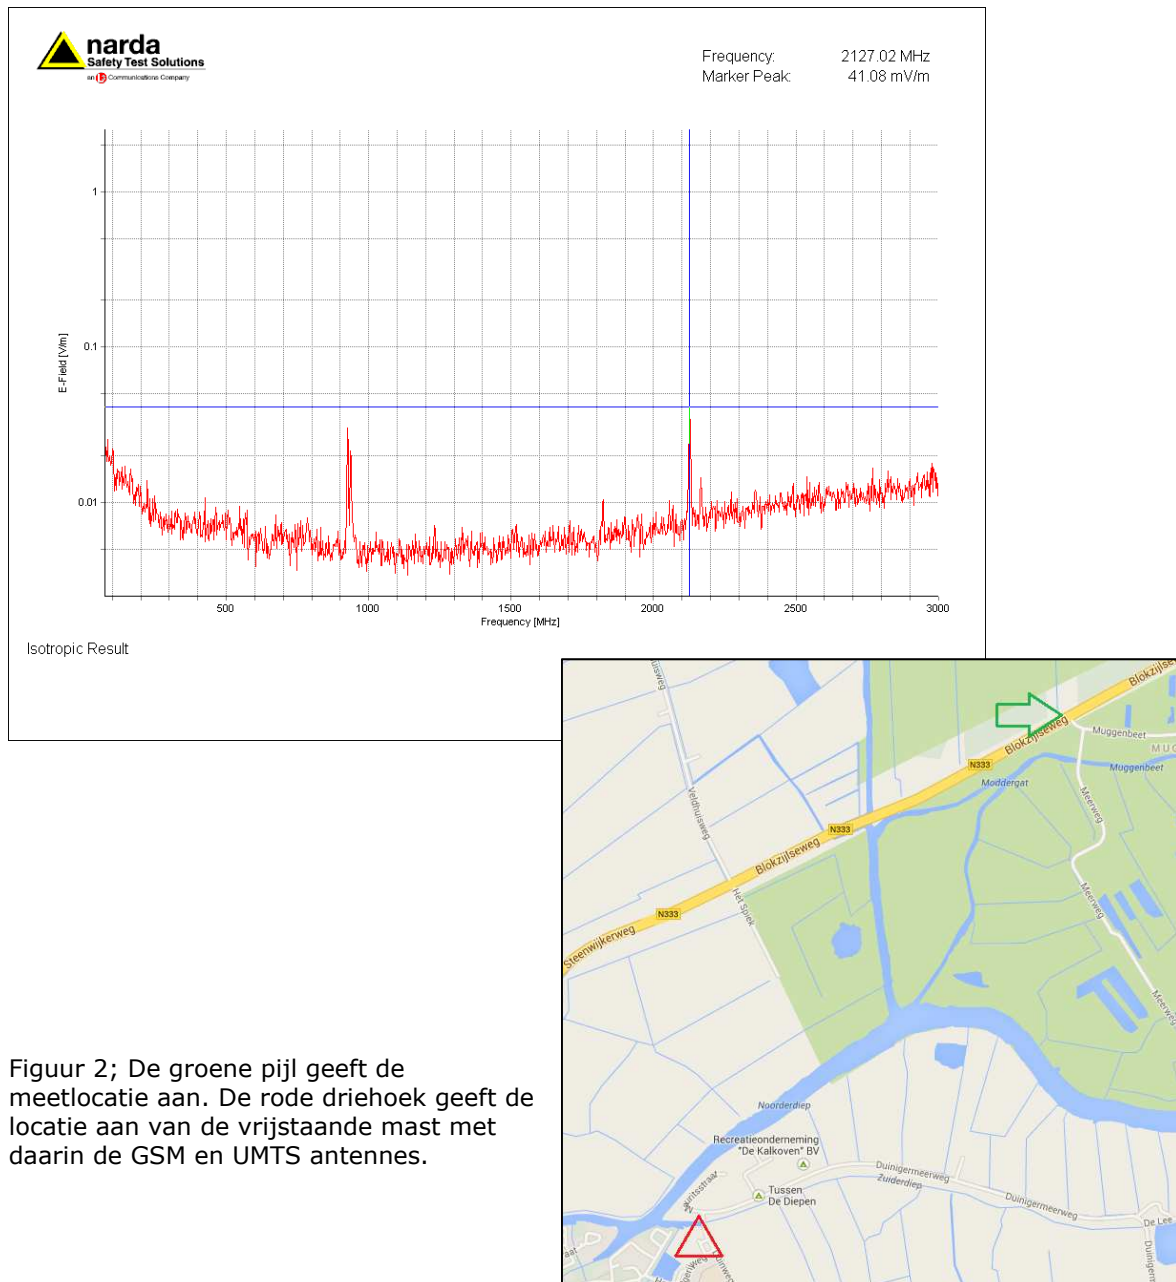 narda
Safety Test Solutions
an L3 Communications Company
Frequency: 2127.02 MHz
Marker Peak: 41.08 mV/m
1
0.1
0.01
E-Field [V/m]
500 1000 1500 2000 2500 3000
Frequency [MHz]
Isotropic Result
Blokzijlseweg
Muggenbeet
N333
Moddergat
Muggenbeet
Veldhuisweg
Meerweg
N333
Blokzijlseweg
Het Spiek
Meerweg
N333
Steenwijkerweg
Meerweg
Noorderdiep
Recreatieonderneming
"De Kalkoven" BV
Duinigermeerweg
Zuiderdiep
Tussen
De Diepen
Duinigermeerweg
De Lee
Figuur 2; De groene pijl geeft de
meetlocatie aan. De rode driehoek geeft de
locatie aan van de vrijstaande mast met
daarin de GSM en UMTS antennes.